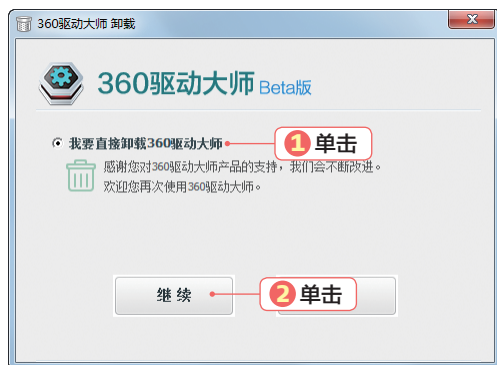 360驱动大师 卸载
360驱动大师 Beta版
我要直接卸载360驱动大师
1 单击
感谢您对360驱动大师产品的支持，我们会不断改进。
欢迎您再次使用360驱动大师。
继续
2 单击